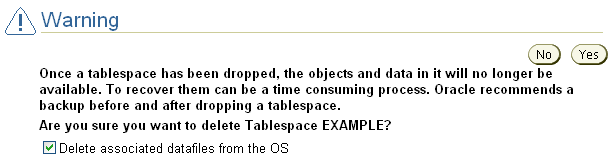 Warning
No Yes
Once a tablespace has been dropped, the objects and data in it will no longer be
available. To recover them can be a time consuming process. Oracle recommends a
backup before and after dropping a tablespace.
Are you sure you want to delete Tablespace EXAMPLE?
Delete associated datafiles from the OS